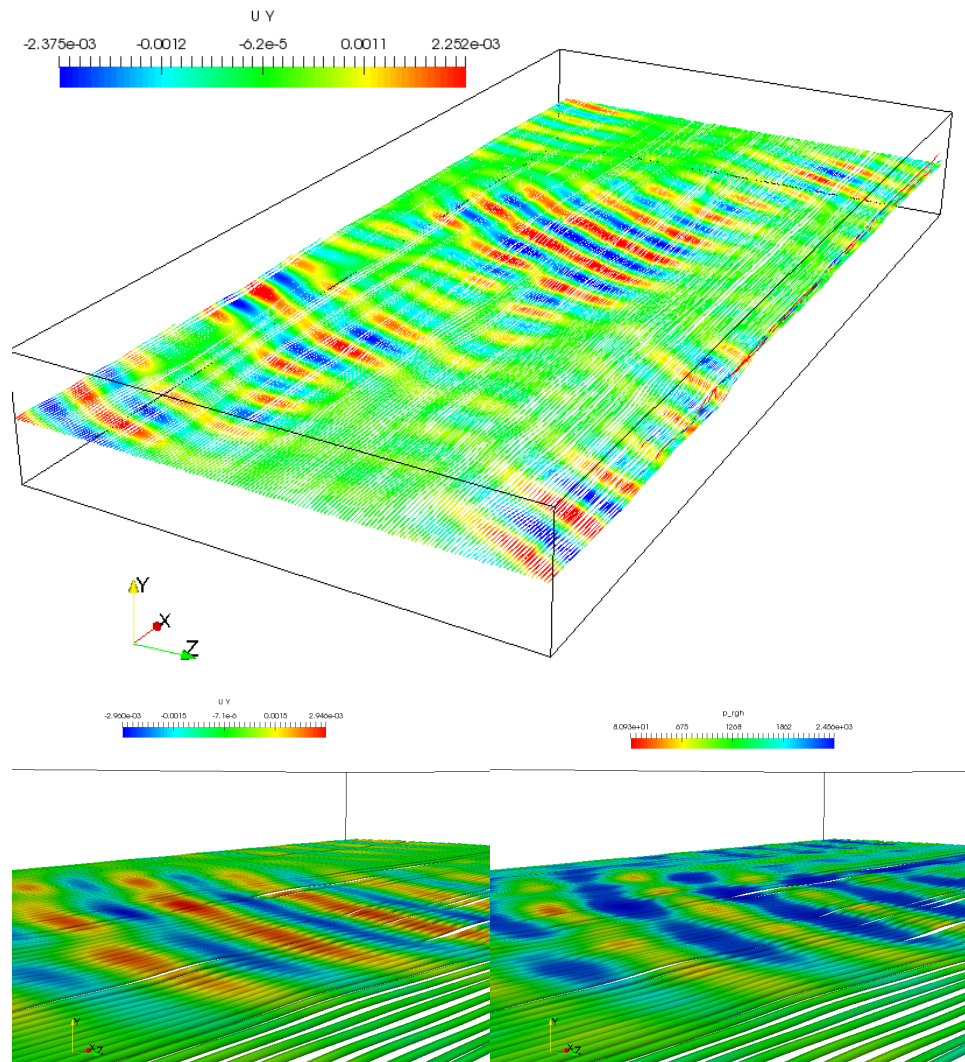 U Y
-2.375e-03 -0.0012 -6.2e-5 0.0011 2.252e-03
Y
X
Z
U Y
-2.960e-03 -0.0015 -7.1e-6 0.0015 2.946e-03
p_rgh
8.093e+01 675 1268 1862 2.456e+03
Y
X Z
Y
X Z